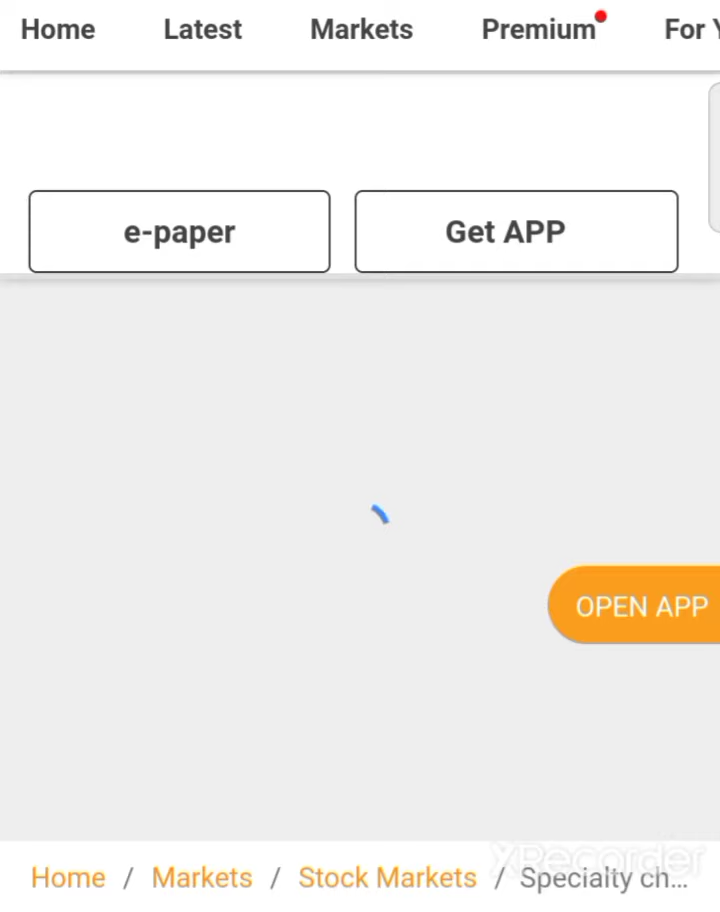 Home Latest Markets Premium For Y
e-paper Get APP
OPEN APP
XRecorder
Home / Markets / Stock Markets / Specialty ch...